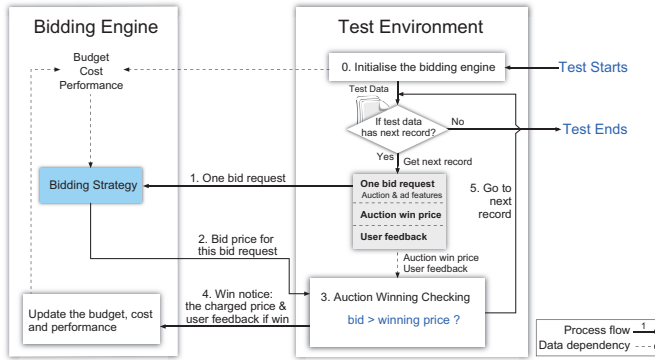 Bidding Engine
Test Environment
Budget
Cost
Performance
0. Initialise the bidding engine
Test Starts
Test Data
If test data
has next record?
No
Test Ends
Yes
Get next record
Bidding Strategy
1. One bid request
One bid request
Auction & ad features
Auction win price
User feedback
5. Go to
next
record
2. Bid price for
this bid request
Auction win price
User feedback
4. Win notice:
the charged price &
user feedback if win
3. Auction Winning Checking
bid > winning price ?
Update the budget, cost
and performance
Process flow
1
Data dependency